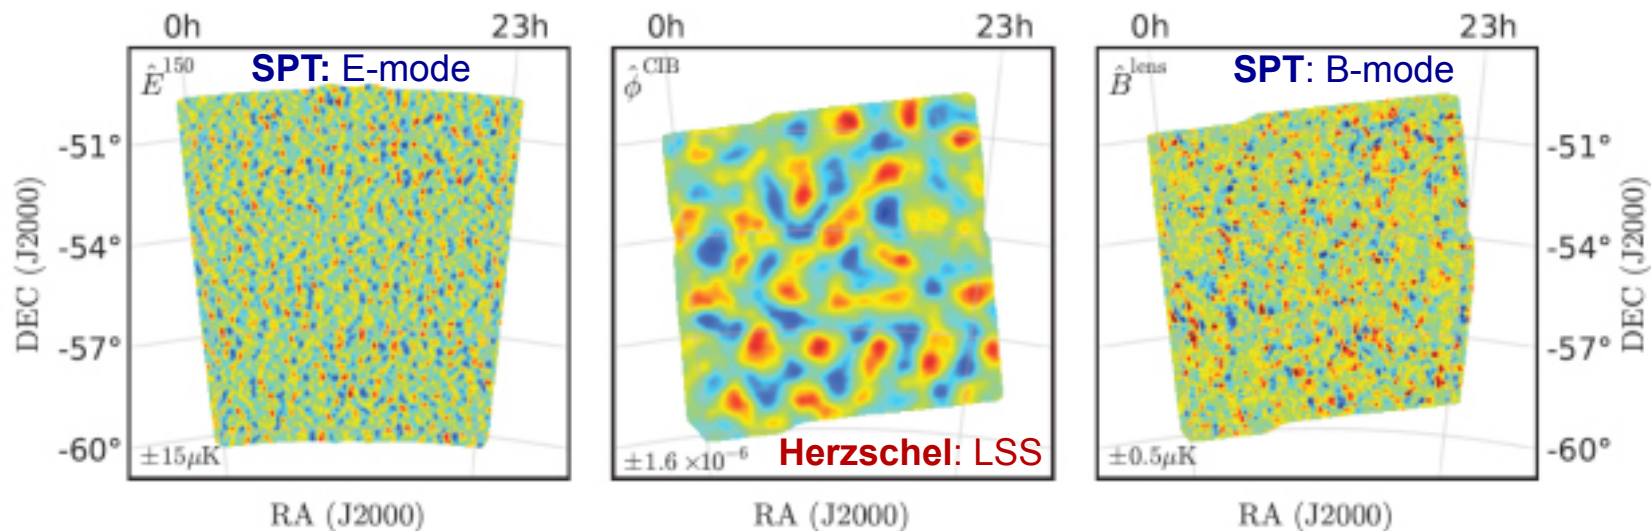 0h 23h
Ê¹⁵⁰ SPT: E-mode
-51°
-54°
-57°
-60°
DEC (J2000)
±15μK
RA (J2000)
0h 23h
ϕ̂ᶜᴵᴮ
±1.6 ×10⁻⁶ Herzschel: LSS
RA (J2000)
0h 23h
B̂ˡᵉⁿˢ SPT: B-mode
-51°
-54°
-57°
-60°
DEC (J2000)
±0.5μK
RA (J2000)